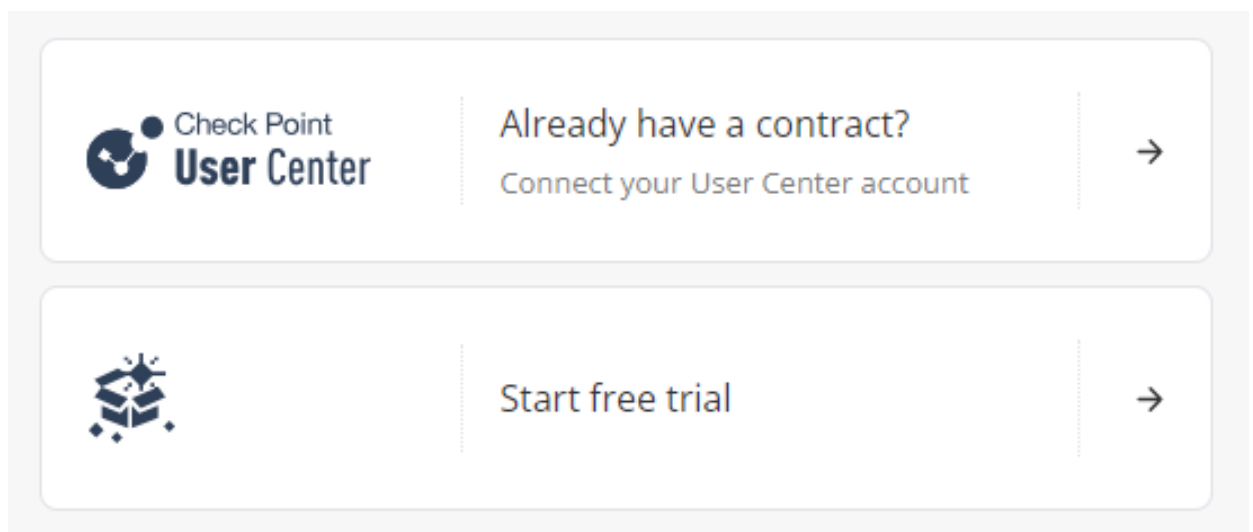 Check Point
User Center
Already have a contract?
Connect your User Center account
Start free trial